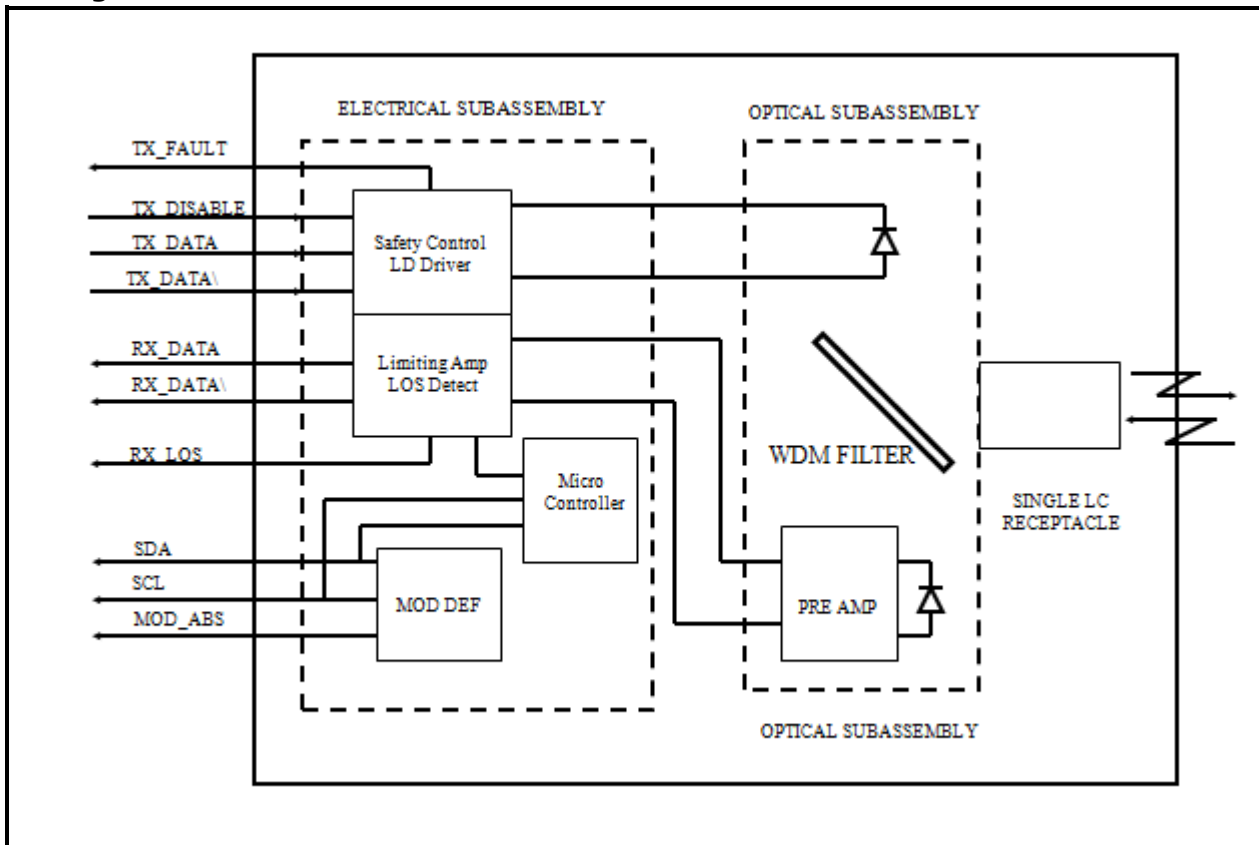 ELECTRICAL SUBASSEMBLY
OPTICAL SUBASSEMBLY
TX_FAULT
TX_DISABLE
TX_DATA
TX_DATA\
Safety Control
LD Driver
RX_DATA
RX_DATA\
Limiting Amp
LOS Detect
RX_LOS
WDM FILTER
Micro
Controller
SINGLE LC
RECEPTACLE
SDA
SCL
MOD_ABS
MOD DEF
PRE AMP
OPTICAL SUBASSEMBLY